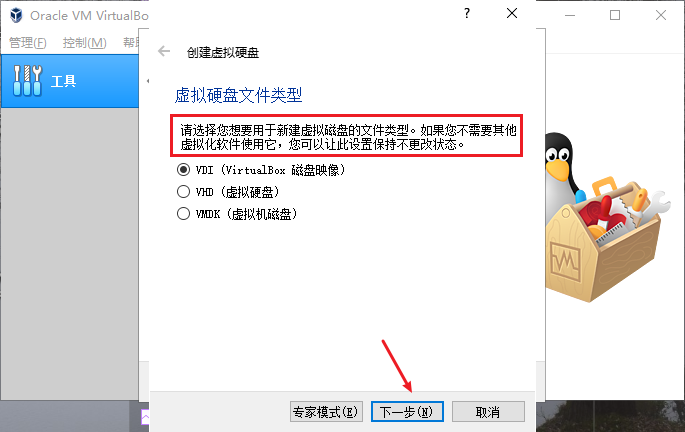 Oracle VM VirtualBo
?
管理(F) 控制(M) 帮
工具
创建虚拟硬盘
虚拟硬盘文件类型
请选择您想要用于新建虚拟磁盘的文件类型。如果您不需要其他
虚拟化软件使用它，您可以让此设置保持不更改状态。
VDI (VirtualBox 磁盘映像)
VHD (虚拟硬盘)
VMDK (虚拟机磁盘)
专家模式(E) 下一步(N) 取消